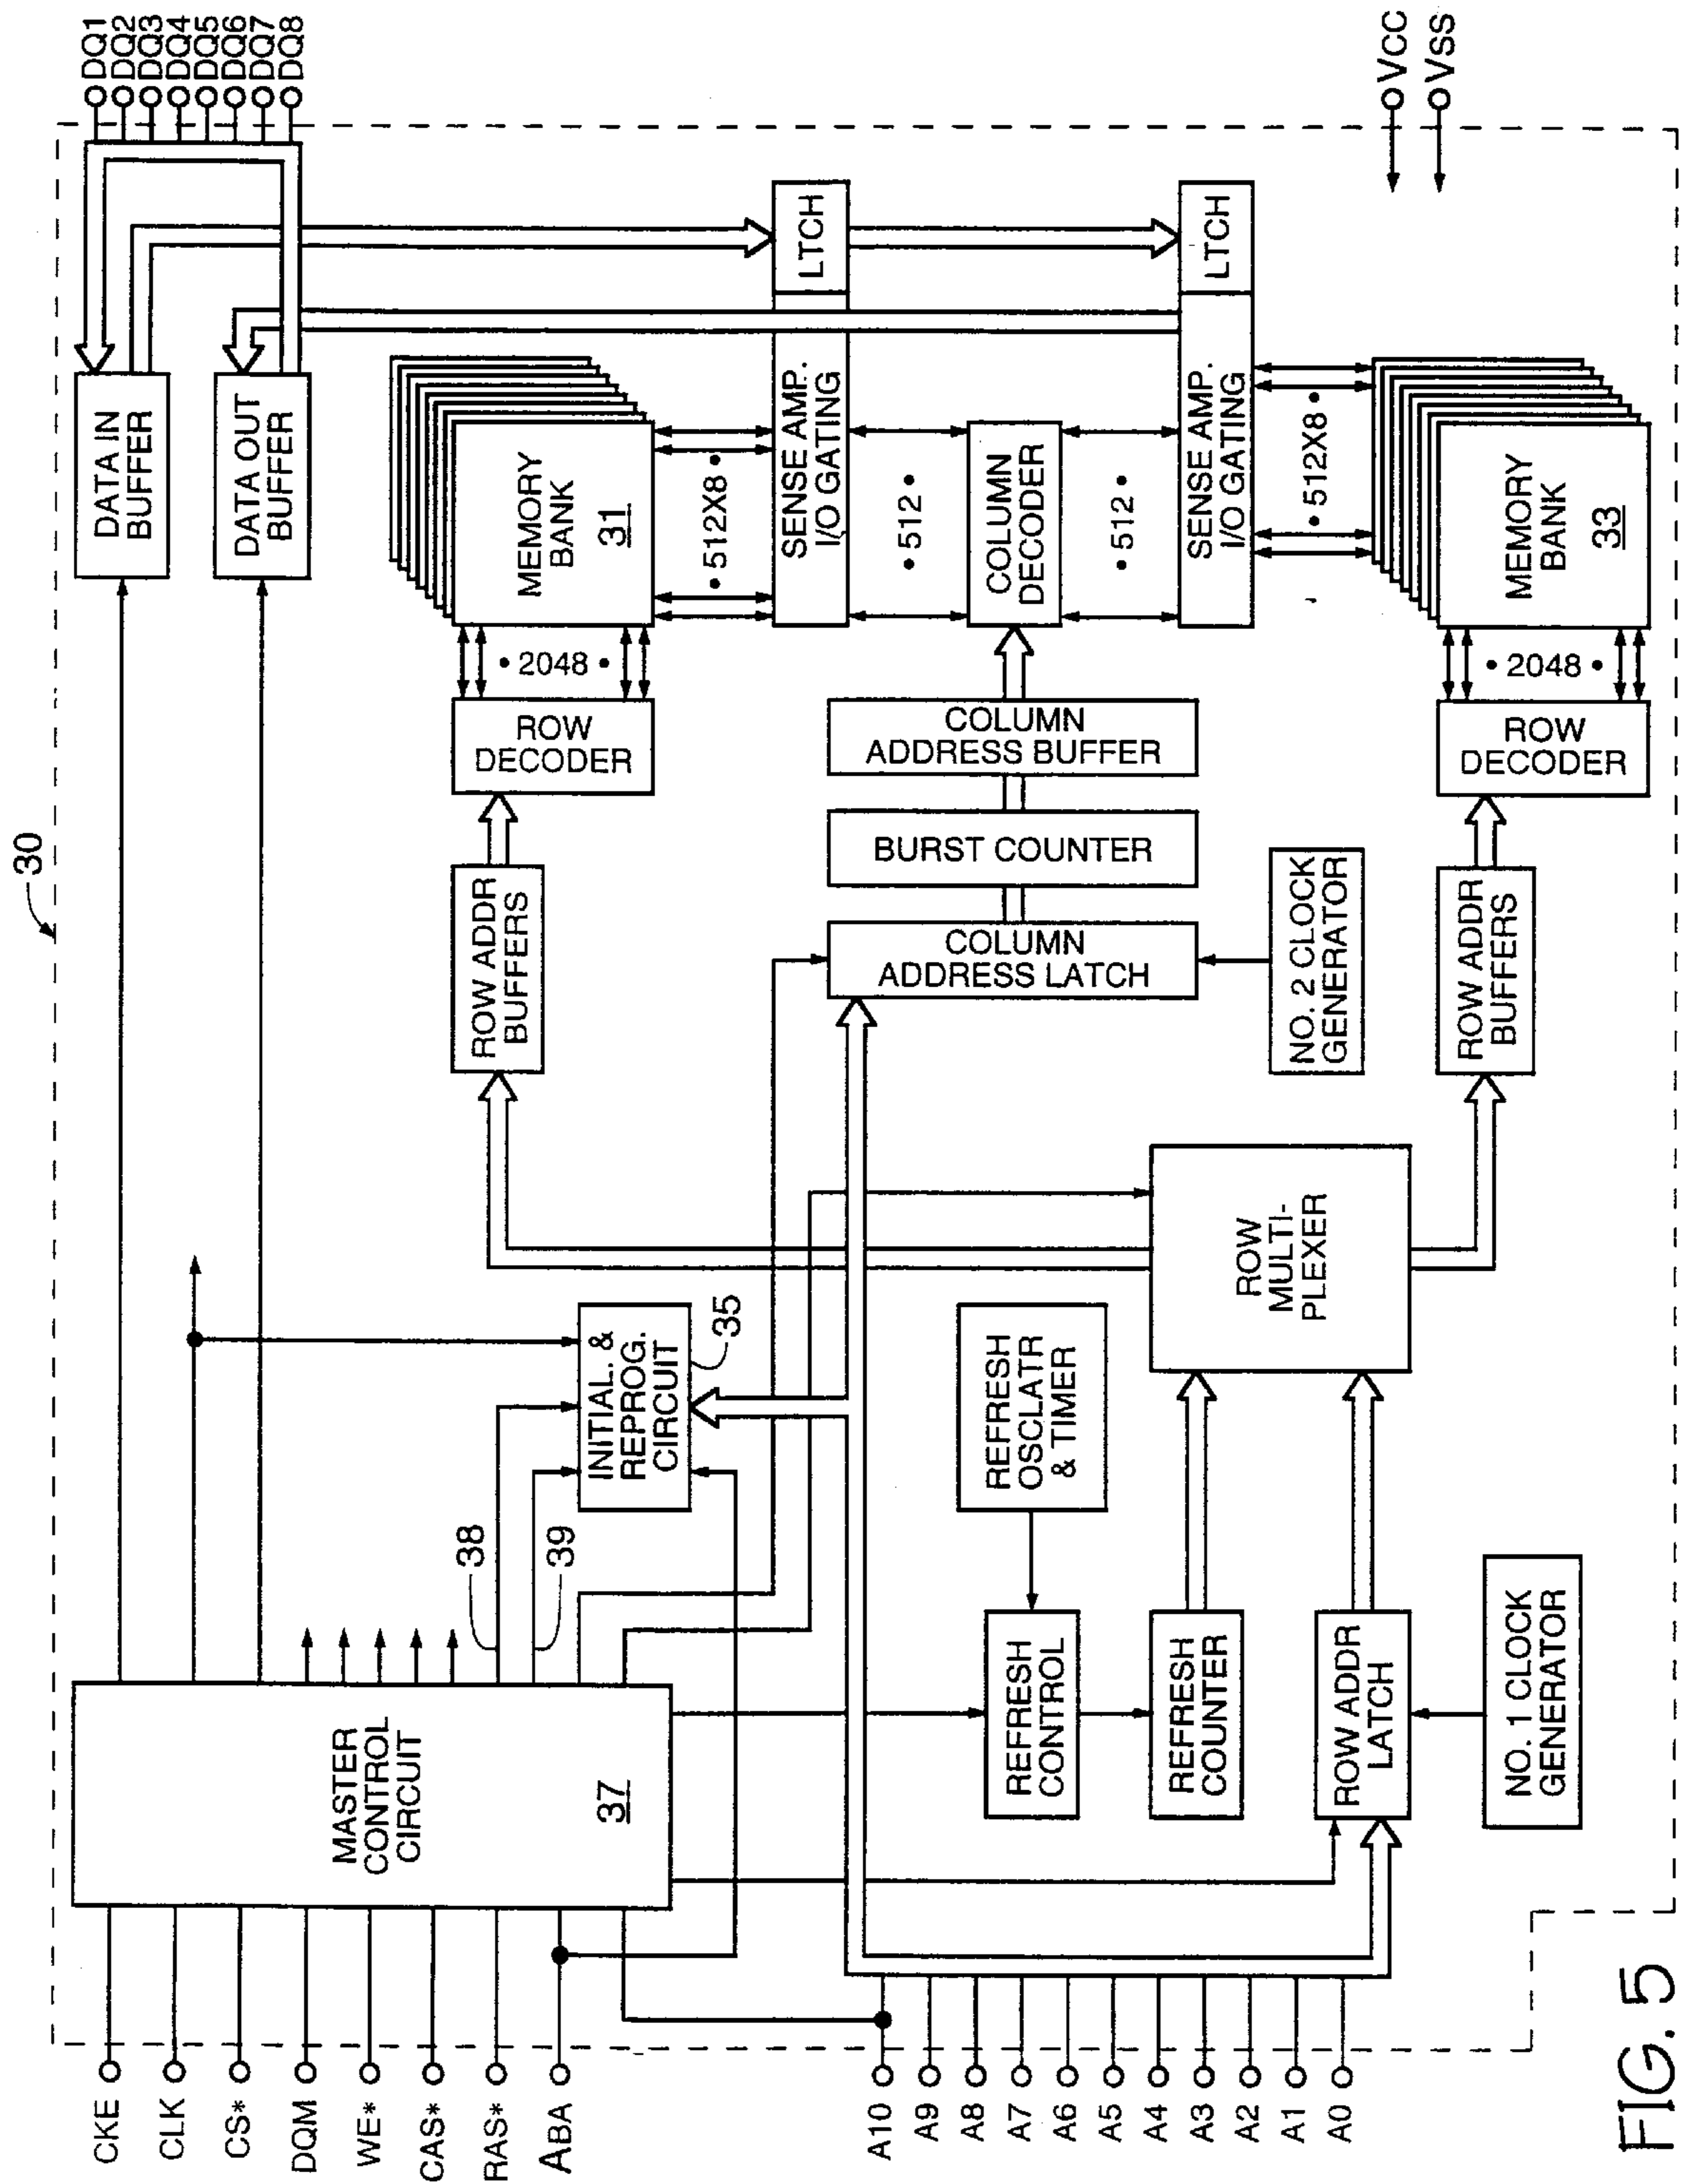 30
CKE
CLK
CS*
DQM
WE*
CAS*
RAS*
ABA
A10
A9
A8
A7
A6
A5
A4
A3
A2
A1
A0
MASTER
CONTROL
CIRCUIT
37
38
39
INITIAL. &
REPROG.
CIRCUIT
35
REFRESH
OSCLATR
& TIMER
REFRESH
CONTROL
REFRESH
COUNTER
ROW ADDR
LATCH
NO. 1 CLOCK
GENERATOR
ROW
MULTI-
PLEXER
ROW ADDR
BUFFERS
COLUMN
ADDRESS LATCH
BURST COUNTER
COLUMN
ADDRESS BUFFER
NO. 2 CLOCK
GENERATOR
ROW ADDR
BUFFERS
ROW
DECODER
• 2048 •
MEMORY
BANK
31
• 512X8 •
SENSE AMP.
I/O GATING
LTCH
• 512 •
COLUMN
DECODER
• 512 •
SENSE AMP.
I/O GATING
LTCH
• 512X8 •
ROW
DECODER
• 2048 •
MEMORY
BANK
33
DATA IN
BUFFER
DATA OUT
BUFFER
DQ1
DQ2
DQ3
DQ4
DQ5
DQ6
DQ7
DQ8
VCC
VSS
FIG. 5